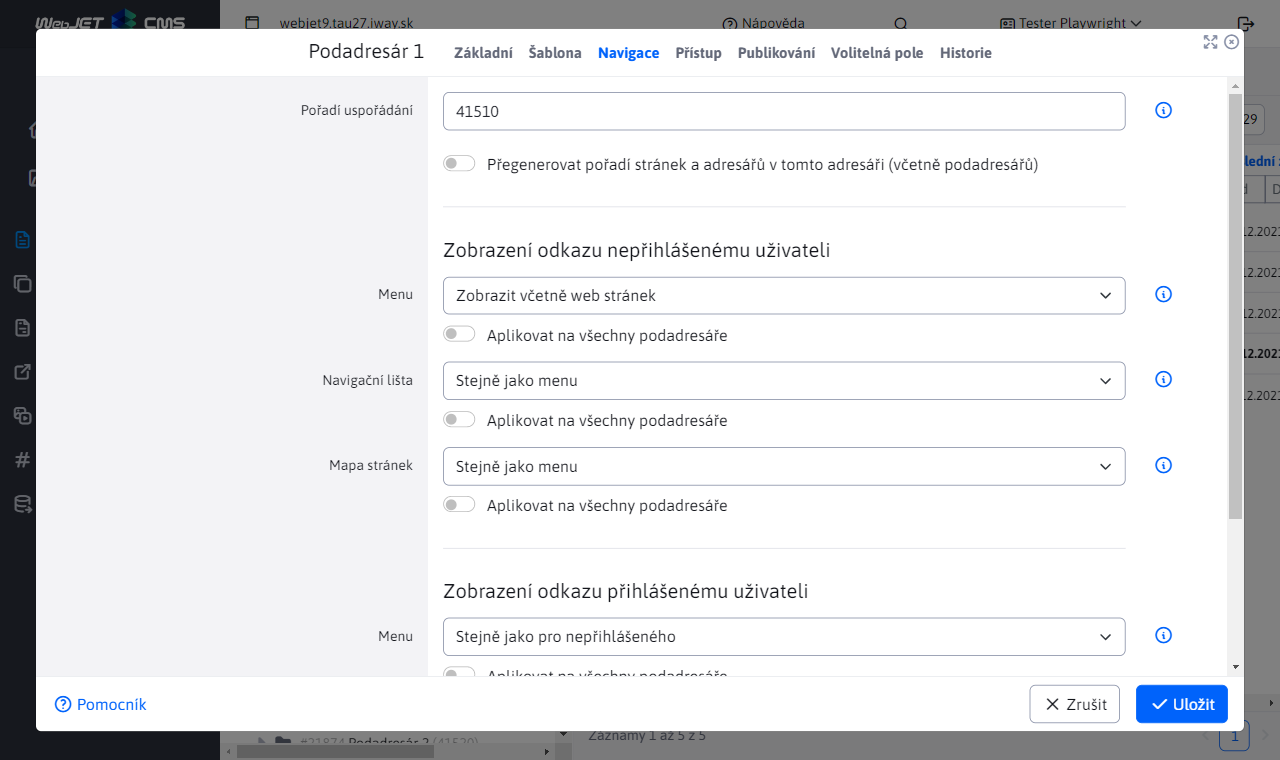 WebJET CMS
webjet9.tau27.iway.sk
Nápověda
Tester Playwright
Podadresár 1
Základní
Šablona
Navigace
Přístup
Publikování
Volitelná pole
Historie
Pořadí uspořádání
41510
Přegenerovat pořadí stránek a adresářů v tomto adresáři (včetně podadresářů)
Zobrazení odkazu nepřihlášenému uživateli
Menu
Zobrazit včetně web stránek
Aplikovat na všechny podadresáře
Navigační lišta
Stejně jako menu
Aplikovat na všechny podadresáře
Mapa stránek
Stejně jako menu
Aplikovat na všechny podadresáře
Zobrazení odkazu přihlášenému uživateli
Menu
Stejně jako pro nepřihlášeného
Aplikovat na všechny podadresáře
Pomocník
Zrušit
Uložit
#21874 Podadresár 2 (41520)
Záznamy 1 až 5 z 5
1